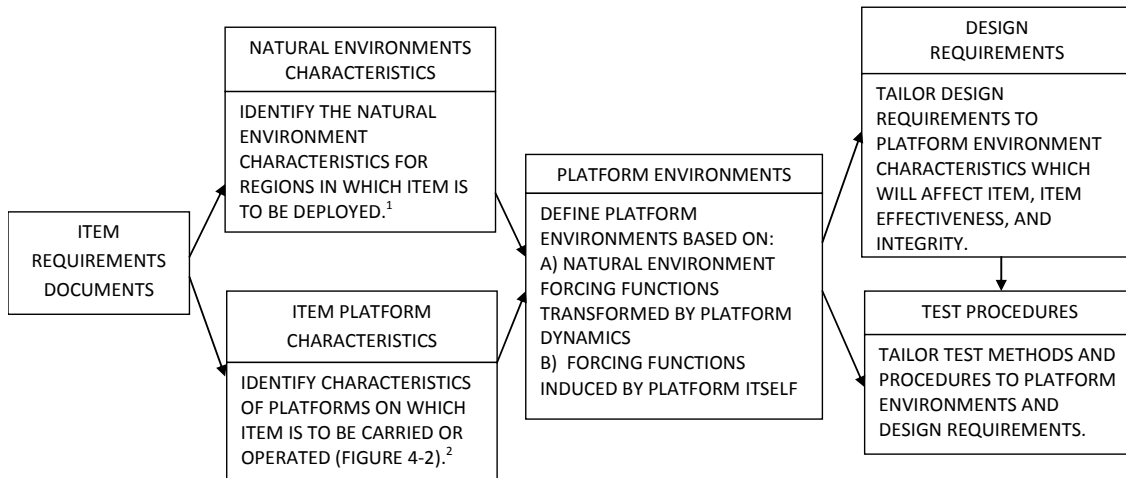 ITEM
REQUIREMENTS
DOCUMENTS
NATURAL ENVIRONMENTS
CHARACTERISTICS
IDENTIFY THE NATURAL
ENVIRONMENT
CHARACTERISTICS FOR
REGIONS IN WHICH ITEM IS
TO BE DEPLOYED.¹
ITEM PLATFORM
CHARACTERISTICS
IDENTIFY CHARACTERISTICS
OF PLATFORMS ON WHICH
ITEM IS TO BE CARRIED OR
OPERATED (FIGURE 4-2).²
PLATFORM ENVIRONMENTS
DEFINE PLATFORM
ENVIRONMENTS BASED ON:
A) NATURAL ENVIRONMENT
FORCING FUNCTIONS
TRANSFORMED BY PLATFORM
DYNAMICS
B) FORCING FUNCTIONS
INDUCED BY PLATFORM ITSELF
DESIGN
REQUIREMENTS
TAILOR DESIGN
REQUIREMENTS TO
PLATFORM ENVIRONMENT
CHARACTERISTICS WHICH
WILL AFFECT ITEM, ITEM
EFFECTIVENESS, AND
INTEGRITY.
TEST PROCEDURES
TAILOR TEST METHODS AND
PROCEDURES TO PLATFORM
ENVIRONMENTS AND
DESIGN REQUIREMENTS.